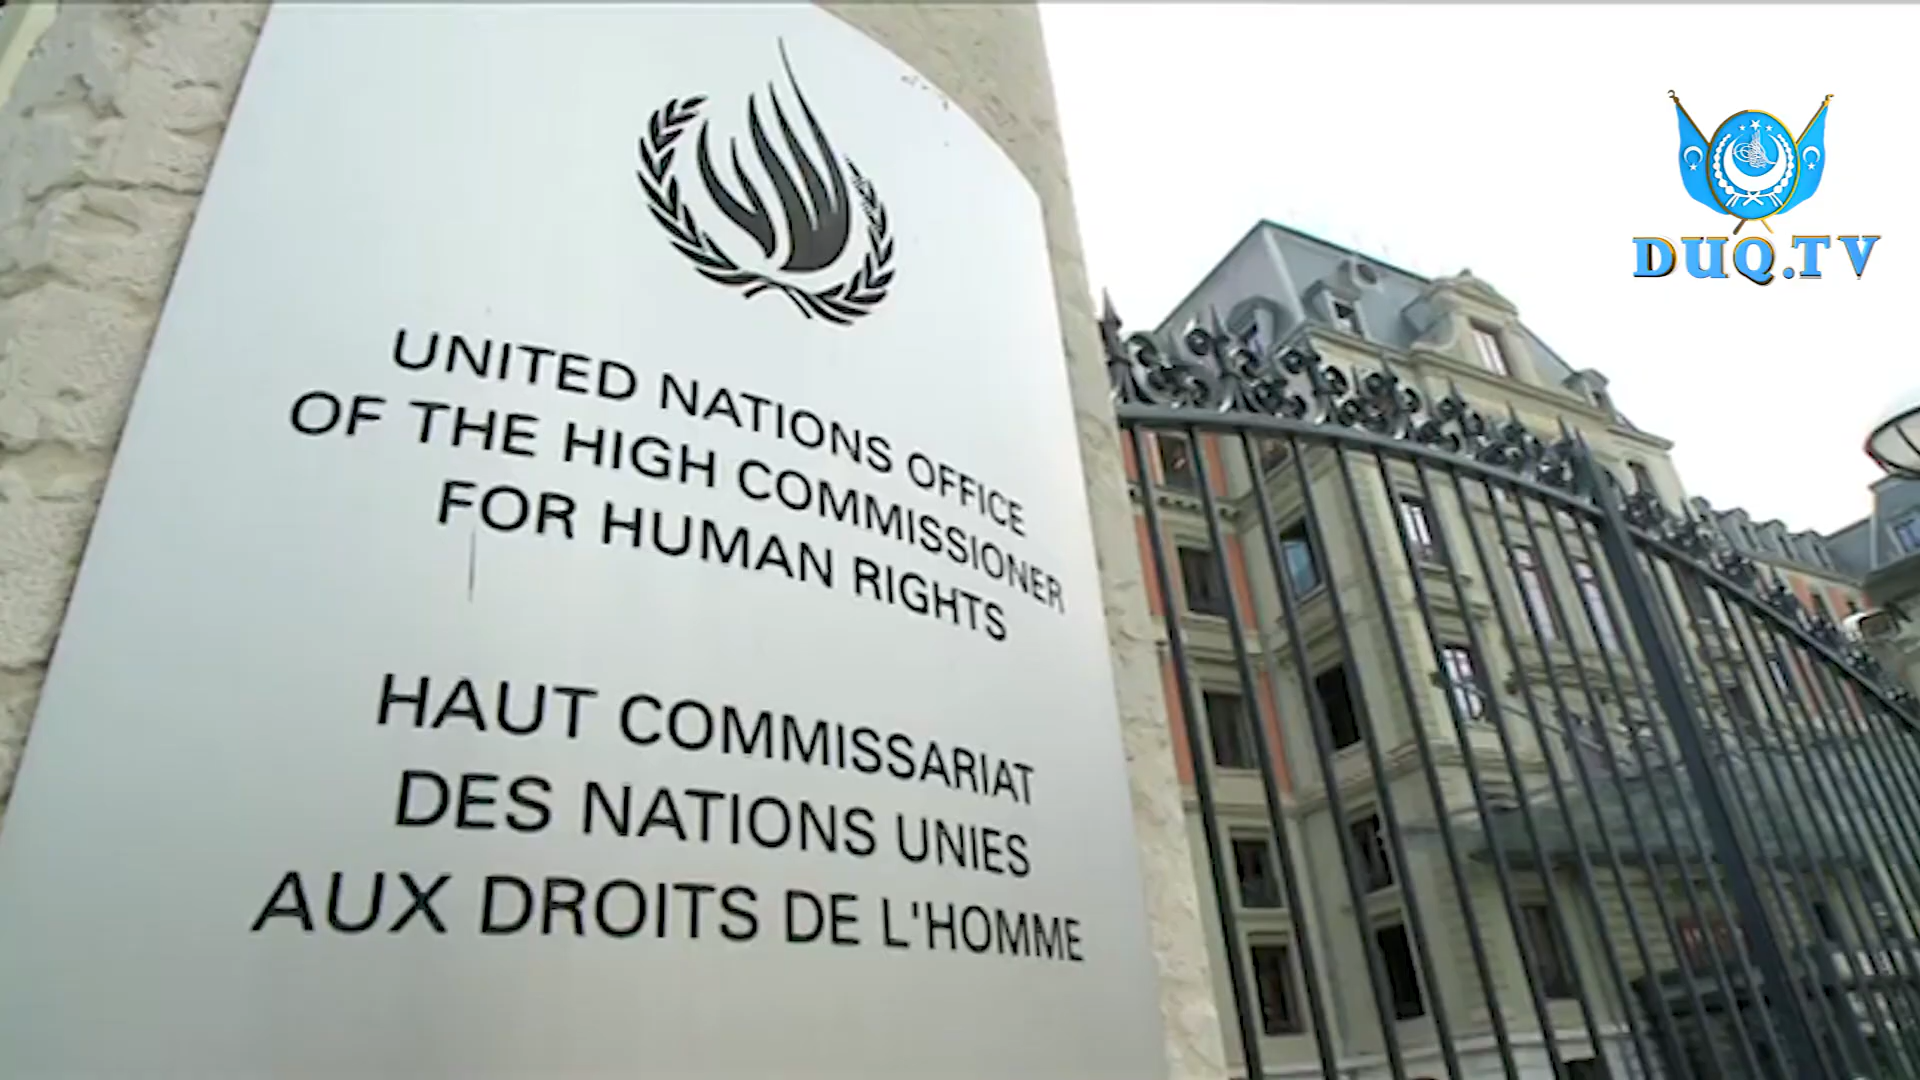 UNITED NATIONS OFFICE
OF THE HIGH COMMISSIONER
FOR HUMAN RIGHTS
HAUT COMMISSARIAT
DES NATIONS UNIES
AUX DROITS DE L'HOMME
DUQ.TV